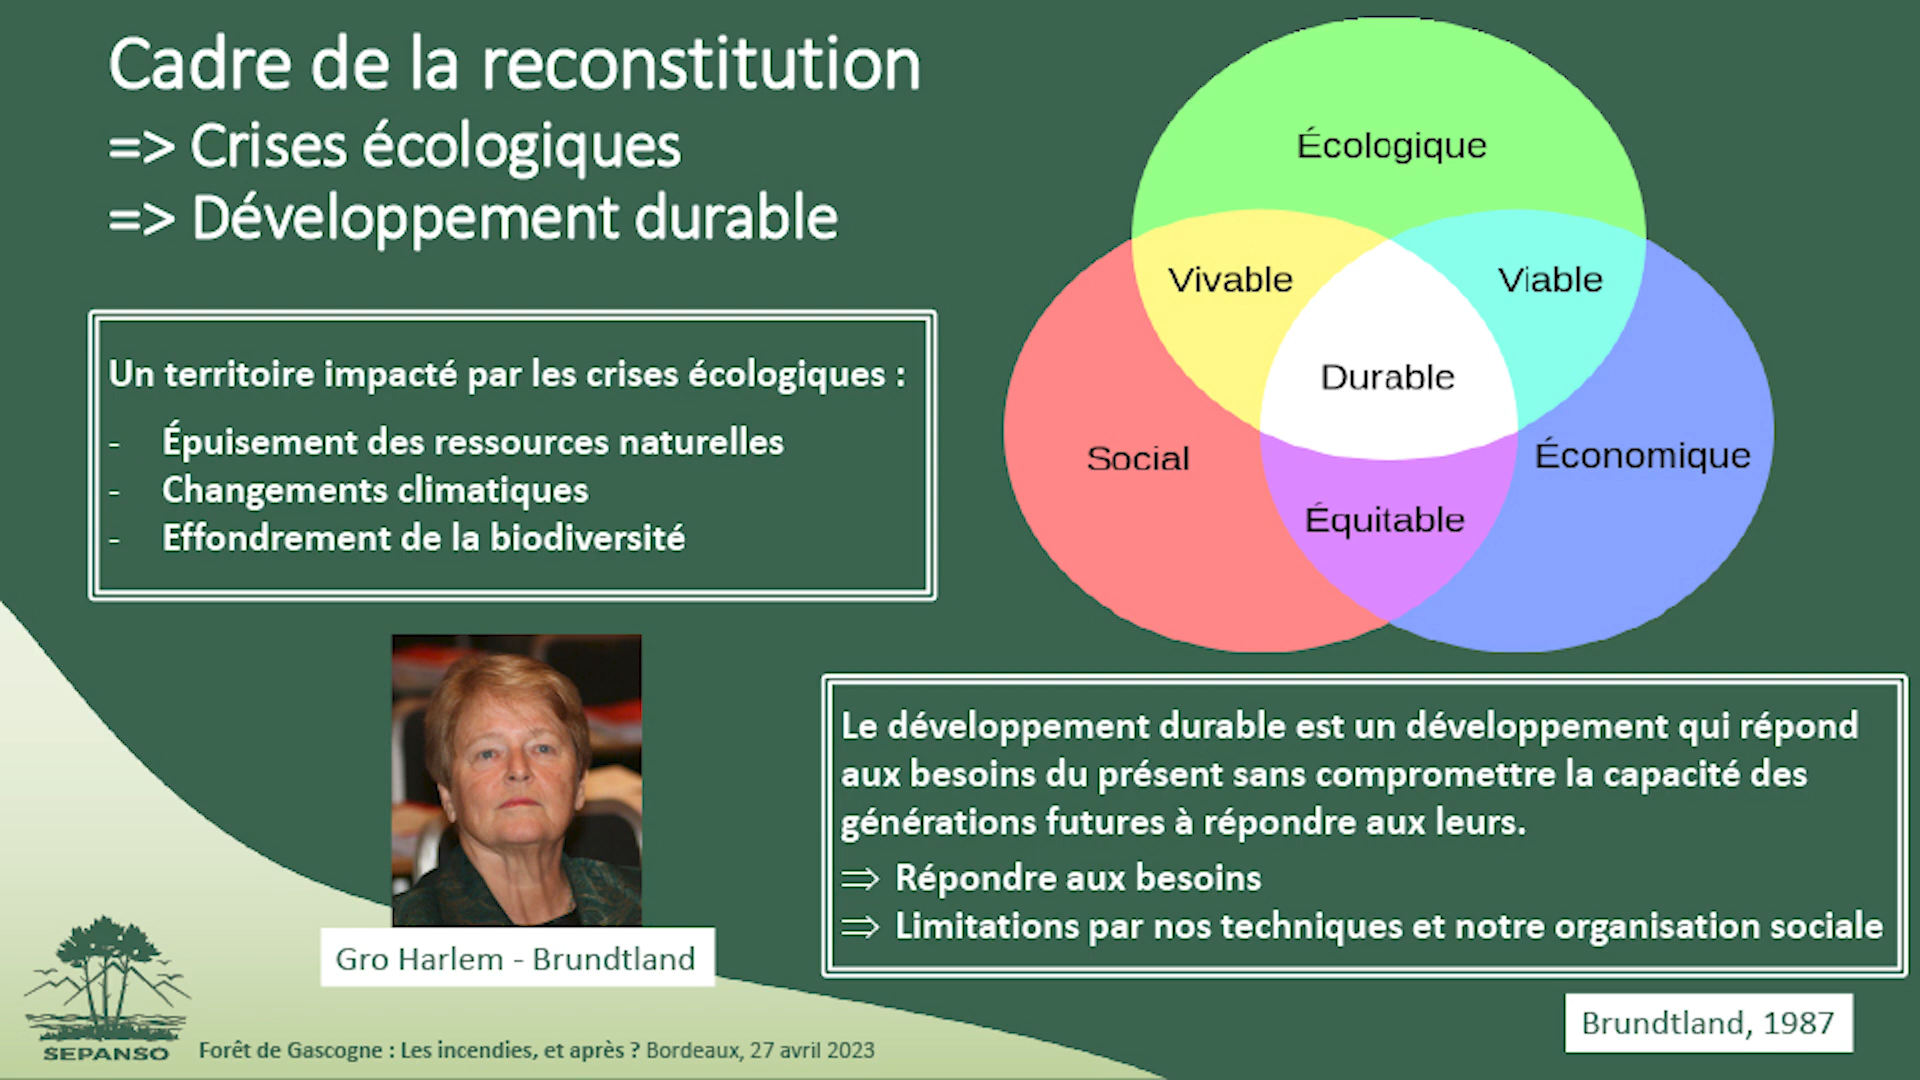 Cadre de la reconstitution
=> Crises écologiques
=> Développement durable
Un territoire impacté par les crises écologiques :
- Épuisement des ressources naturelles
- Changements climatiques
- Effondrement de la biodiversité
Écologique
Vivable
Viable
Durable
Social
Économique
Équitable
Gro Harlem - Brundtland
Le développement durable est un développement qui répond
aux besoins du présent sans compromettre la capacité des
générations futures à répondre aux leurs.
⇒ Répondre aux besoins
⇒ Limitations par nos techniques et notre organisation sociale
Brundtland, 1987
SEPANSO
Forêt de Gascogne : Les incendies, et après ? Bordeaux, 27 avril 2023